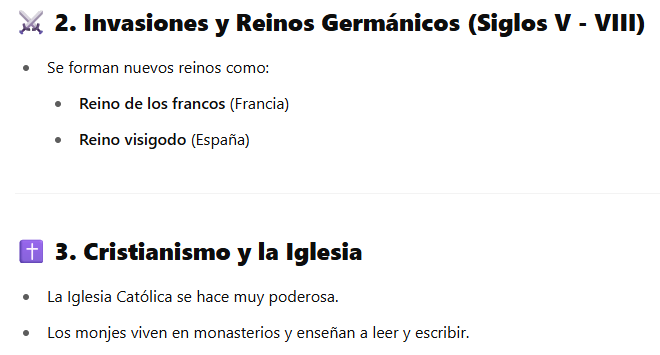 ⚔️ 2. Invasiones y Reinos Germánicos (Siglos V - VIII)
• Se forman nuevos reinos como:
• Reino de los francos (Francia)
• Reino visigodo (España)
✝️ 3. Cristianismo y la Iglesia
• La Iglesia Católica se hace muy poderosa.
• Los monjes viven en monasterios y enseñan a leer y escribir.